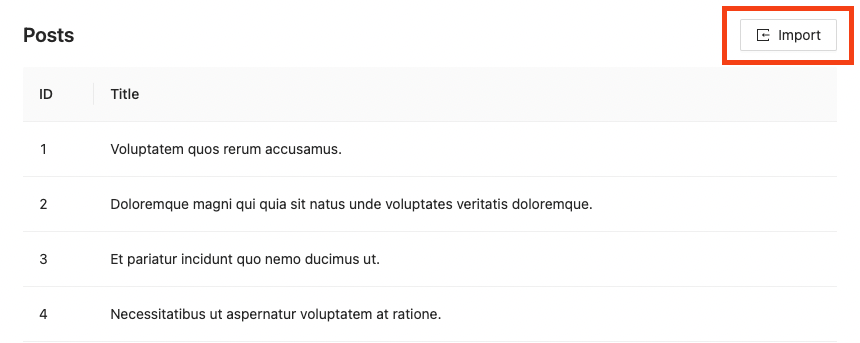 Posts
Import
ID Title
1 Voluptatem quos rerum accusamus.
2 Doloremque magni qui quia sit natus unde voluptates veritatis doloremque.
3 Et pariatur incidunt quo nemo ducimus ut.
4 Necessitatibus ut aspernatur voluptatem at ratione.